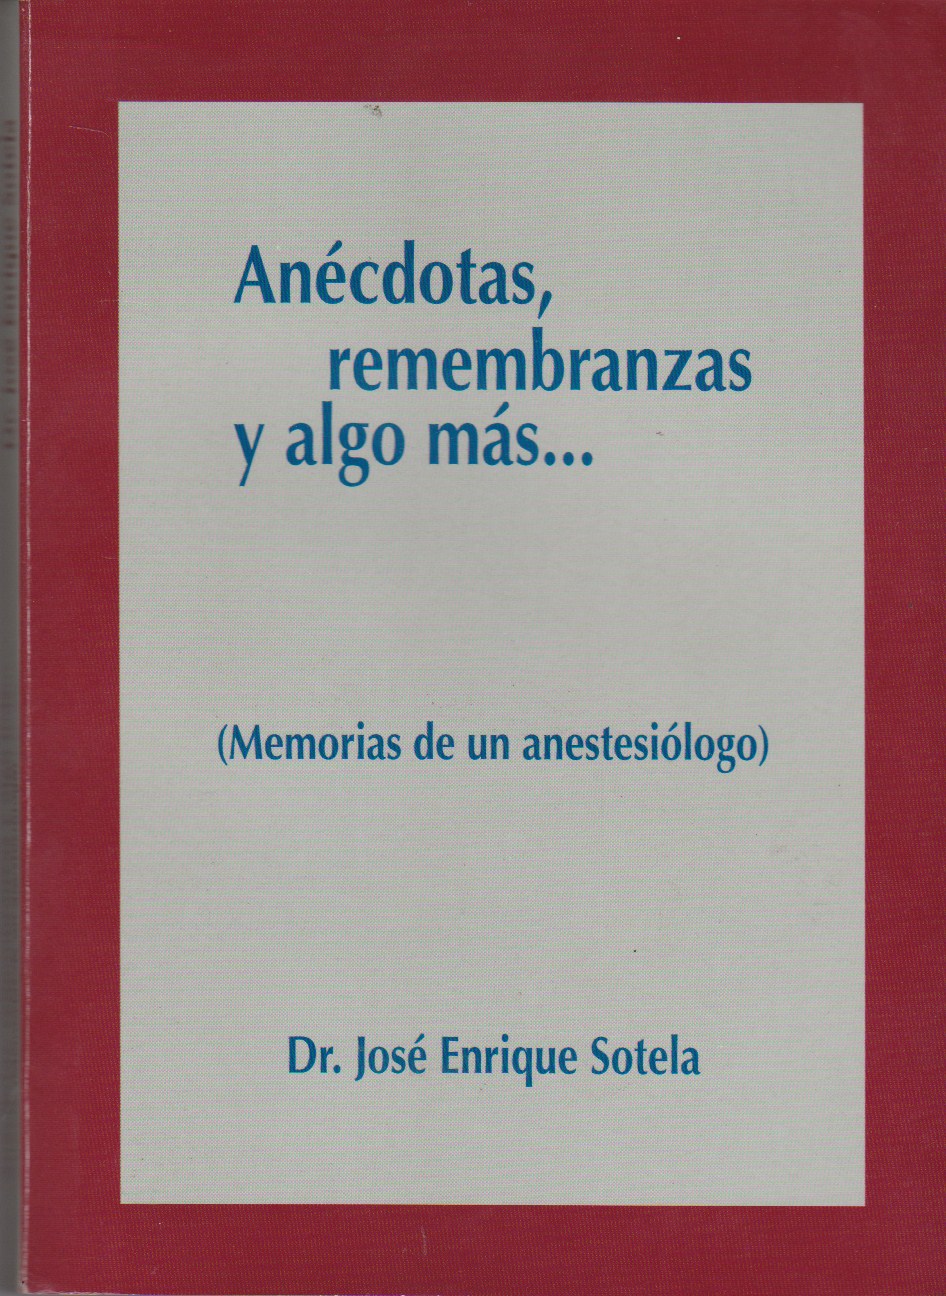 Anécdotas,
remembranzas
y algo más...
(Memorias de un anestesiólogo)
Dr. José Enrique Sotela